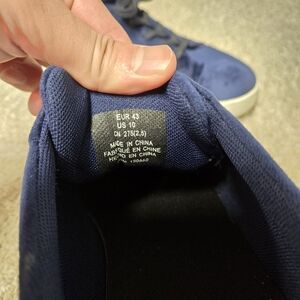 EUR 43
US 10
CN 275(2,5)
MADE IN CHINA
FABRIQUÉ EN CHINE
HECHO EN CHINA